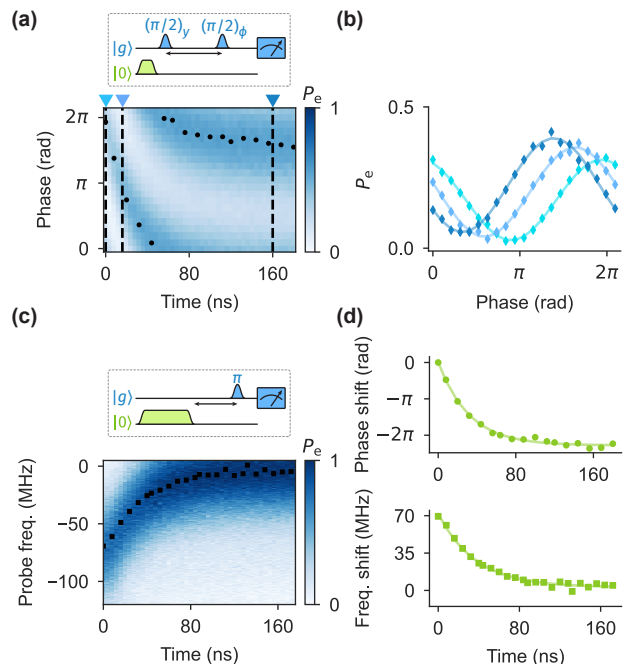 (a)
(π/2)y
(π/2)ϕ
|g⟩
|0⟩
Pe
2π
π
0
1
0
Phase (rad)
0
80
160
Time (ns)
(b)
0.5
0.0
Pe
0
π
2π
Phase (rad)
(c)
π
|g⟩
|0⟩
Pe
0
−50
−100
1
0
Probe freq. (MHz)
0
80
160
Time (ns)
(d)
0
−π
−2π
Phase shift (rad)
0
80
160
70
35
0
Freq. shift (MHz)
0
80
160
Time (ns)